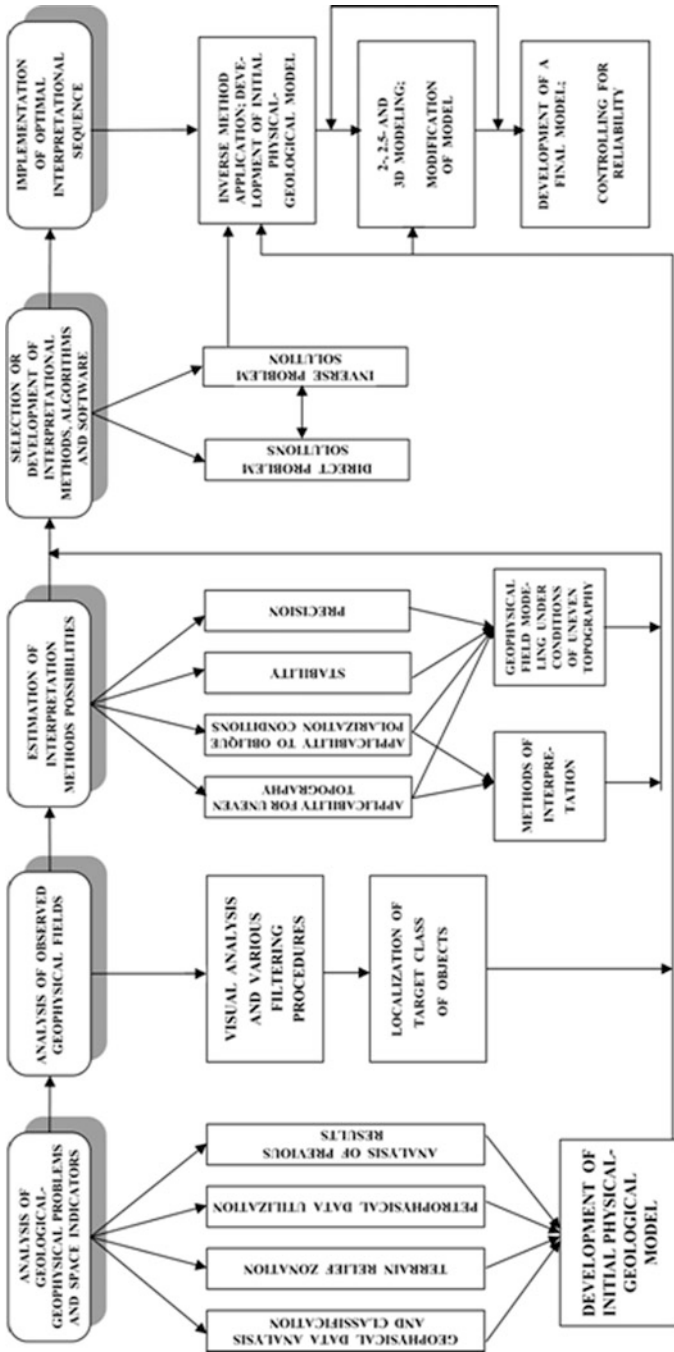 ANALYSIS OF
GEOLOGICAL-
GEOPHYSICAL PROBLEMS
AND SPACE INDICATORS
ANALYSIS OF OBSERVED
GEOPHYSICAL FIELDS
ESTIMATION OF
INTERPRETATION
METHODS POSSIBILITIES
SELECTION OR
DEVELOPMENT OF
INTERPRETATIONAL
METHODS, ALGORITHMS
AND SOFTWARE
IMPLEMENTATION
OF OPTIMAL
INTERPRETATIONAL
SEQUENCE
GEOPHYSICAL DATA ANALYSIS
AND CLASSIFICATION
TERRAIN RELIEF ZONATION
PETROPHYSICAL DATA UTILIZATION
ANALYSIS OF PREVIOUS
RESULTS
DEVELOPMENT OF
INITIAL PHYSICAL-
GEOLOGICAL
MODEL
VISUAL ANALYSIS
AND VARIOUS
FILTERING
PROCEDURES
LOCALIZATION OF
TARGET CLASS
OF OBJECTS
APPLICABILITY FOR UNEVEN
TOPOGRAPHY
APPLICABILITY TO OBLIQUE
POLARIZATION CONDITIONS
STABILITY
PRECISION
METHODS OF
INTERPRE-
TATION
GEOPHYSICAL
FIELD MODE-
LING UNDER
CONDITIONS
OF UNEVEN
TOPOGRAPHY
DIRECT PROBLEM
SOLUTIONS
INVERSE PROBLEM
SOLUTION
INVERSE METHOD
APPLICATION; DEVE-
LOPMENT OF INITIAL
PHYSICAL-
GEOLOGICAL MODEL
2-, 2.5- AND
3D MODELING;
MODIFICATION
OF MODEL
DEVELOPMENT OF A
FINAL MODEL;
CONTROLLING FOR
RELIABILITY